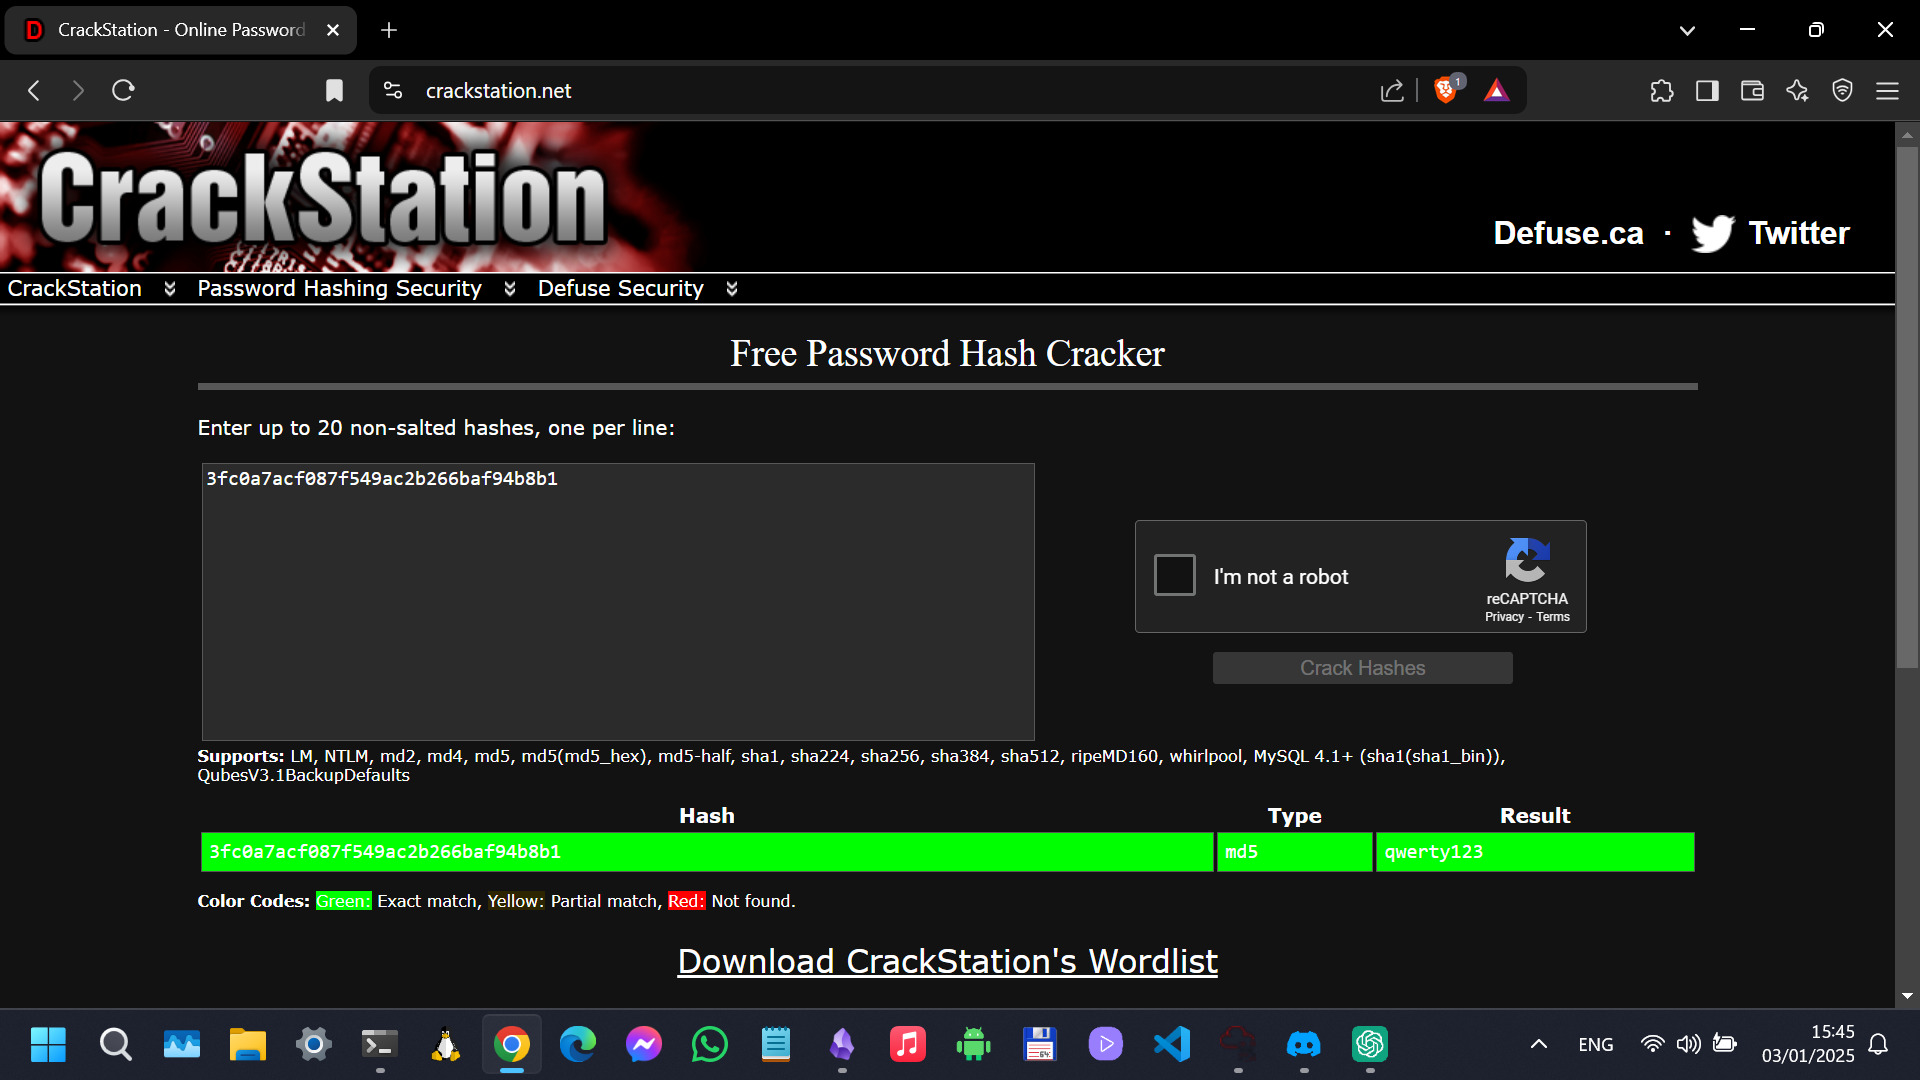 CrackStation - Online Password
crackstation.net
1
CrackStation
Defuse.ca · Twitter
CrackStation Password Hashing Security Defuse Security
Free Password Hash Cracker
Enter up to 20 non-salted hashes, one per line:
3fc0a7acf087f549ac2b266baf94b8b1
I'm not a robot
reCAPTCHA
Privacy - Terms
Crack Hashes
Supports: LM, NTLM, md2, md4, md5, md5(md5_hex), md5-half, sha1, sha224, sha256, sha384, sha512, ripeMD160, whirlpool, MySQL 4.1+ (sha1(sha1_bin)),
QubesV3.1BackupDefaults
Hash Type Result
3fc0a7acf087f549ac2b266baf94b8b1 md5 qwerty123
Color Codes: Green: Exact match, Yellow: Partial match, Red: Not found.
Download CrackStation's Wordlist
64
ENG
15:45
03/01/2025